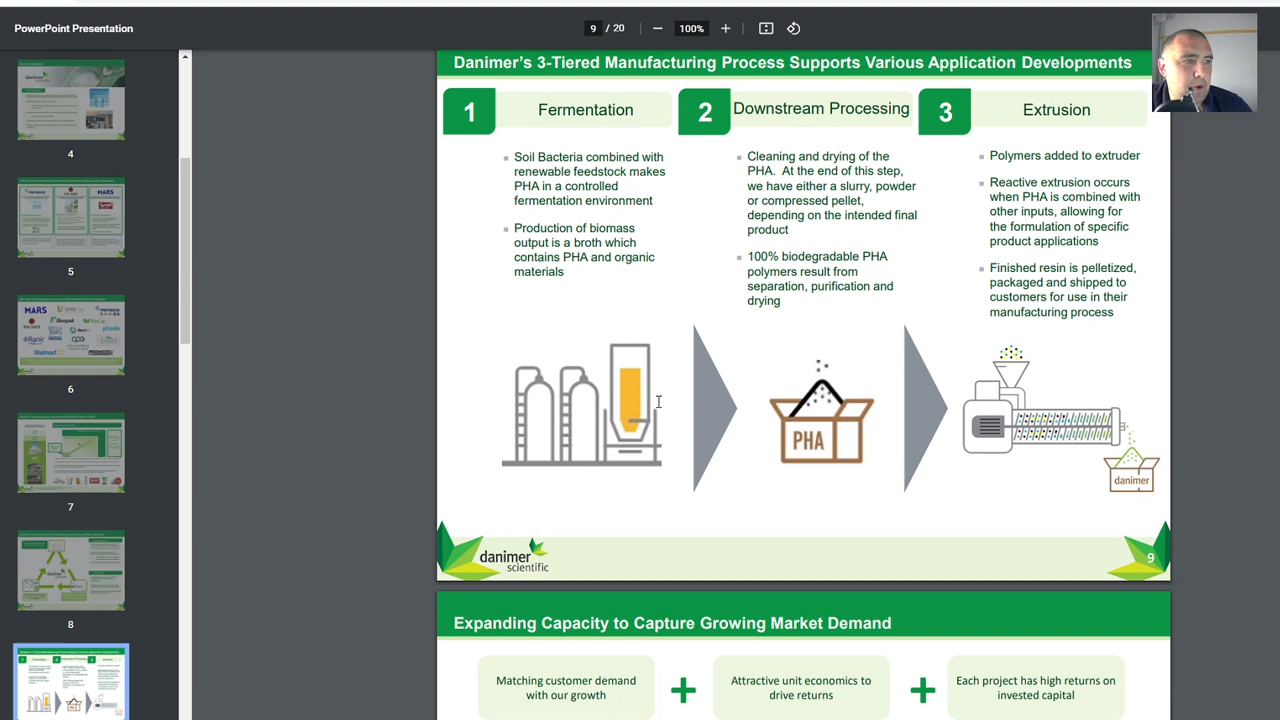 PowerPoint Presentation
9 / 20
100%
4
5
MARS
Walmart
6
7
8
Danimer's 3-Tiered Manufacturing Process Supports Various Application Developments
1
Fermentation
2
Downstream Processing
3
Extrusion
Soil Bacteria combined with
renewable feedstock makes
PHA in a controlled
fermentation environment
Production of biomass
output is a broth which
contains PHA and organic
materials
Cleaning and drying of the
PHA. At the end of this step,
we have either a slurry, powder
or compressed pellet,
depending on the intended final
product
100% biodegradable PHA
polymers result from
separation, purification and
drying
Polymers added to extruder
Reactive extrusion occurs
when PHA is combined with
other inputs, allowing for
the formulation of specific
product applications
Finished resin is pelletized,
packaged and shipped to
customers for use in their
manufacturing process
PHA
danimer
danimer
scientific
9
Expanding Capacity to Capture Growing Market Demand
Matching customer demand
with our growth
Attractive unit economics to
drive returns
Each project has high returns on
invested capital